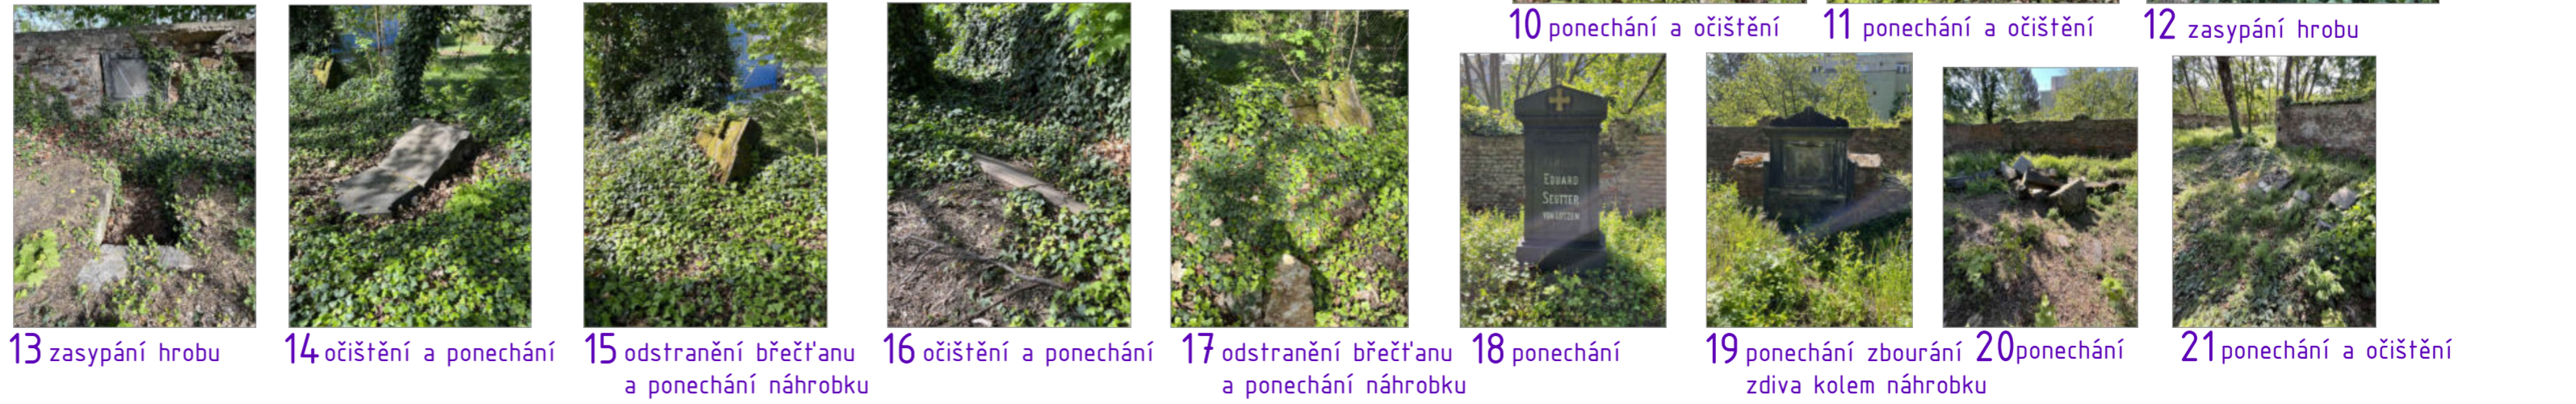 10 ponechání a očištění
11 ponechání a očištění
12 zasypání hrobu
EDUARD
SEUTTER
VON LÖTZEN
13 zasypání hrobu
14 očištění a ponechání
15 odstranění břečťanu
a ponechání náhrobku
16 očištění a ponechání
17 odstranění břečťanu
a ponechání náhrobku
18 ponechání
19 ponechání zbourání
zdiva kolem náhrobku
20 ponechání
21 ponechání a očištění